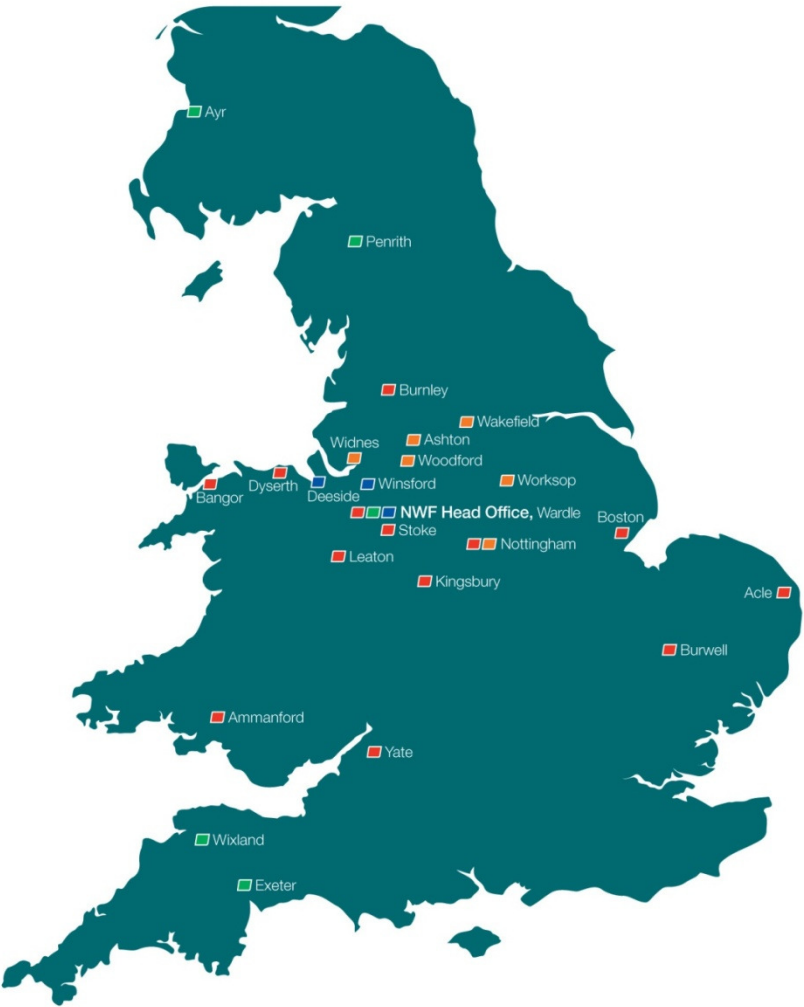 Ayr
Penrith
Burnley
Wakefield
Ashton
Widnes
Woodford
Worksop
Dyserth
Winsford
Bangor
Deeside
NWF Head Office, Wardle
Boston
Stoke
Nottingham
Leaton
Kingsbury
Acle
Burwell
Ammanford
Yate
Wixland
Exeter